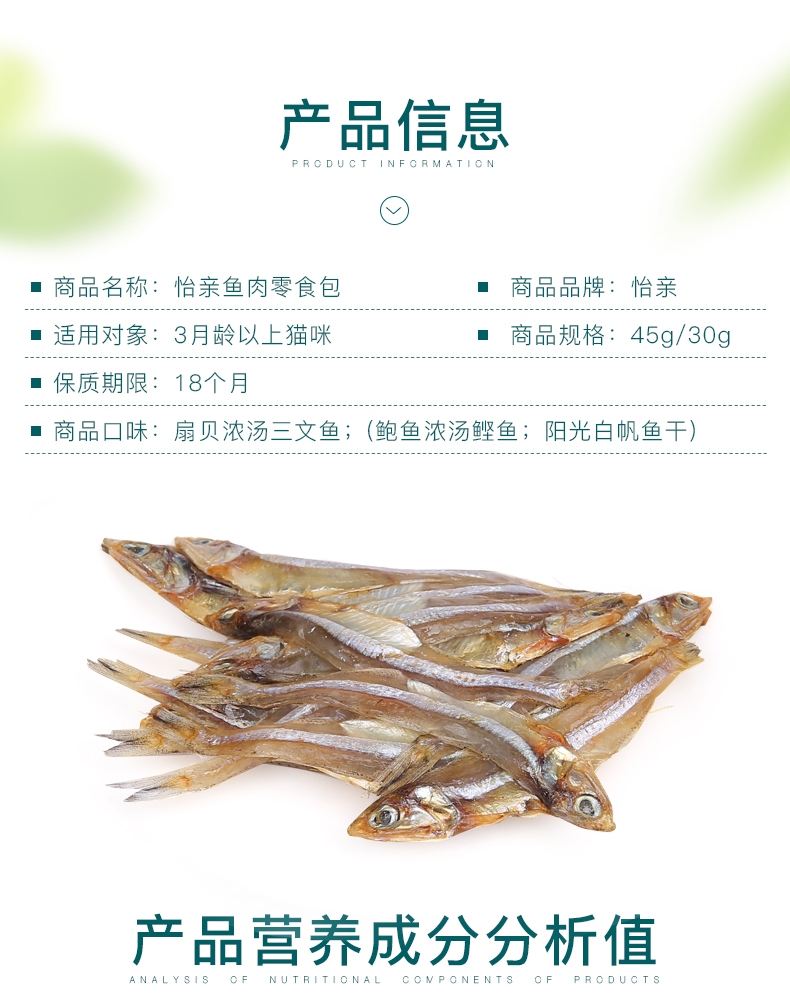 产品信息
PRODUCT INFORMATION
商品名称：怡亲鱼肉零食包
商品品牌：怡亲
适用对象：3月龄以上猫咪
商品规格：45g/30g
保质期限：18个月
商品口味：扇贝浓汤三文鱼；（鲍鱼浓汤鲣鱼；阳光白帆鱼干）
产品营养成分分析值
ANALYSIS OF NUTRITIONAL COMPONENTS OF PRODUCTS